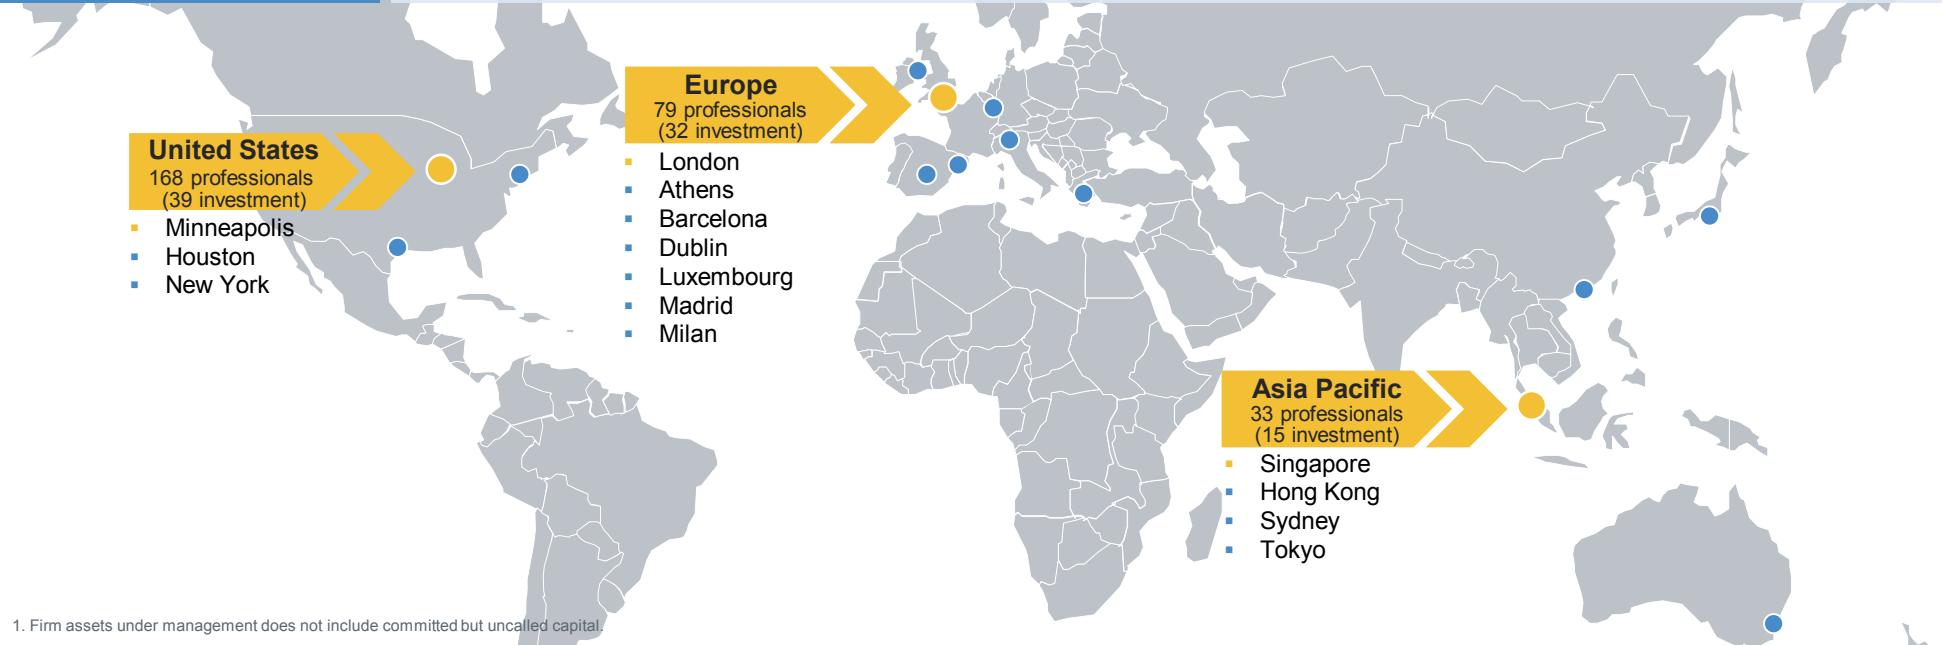 United States
168 professionals
(39 investment)
Minneapolis
Houston
New York
Europe
79 professionals
(32 investment)
London
Athens
Barcelona
Dublin
Luxembourg
Madrid
Milan
Asia Pacific
33 professionals
(15 investment)
Singapore
Hong Kong
Sydney
Tokyo
1. Firm assets under management does not include committed but uncalled capital.